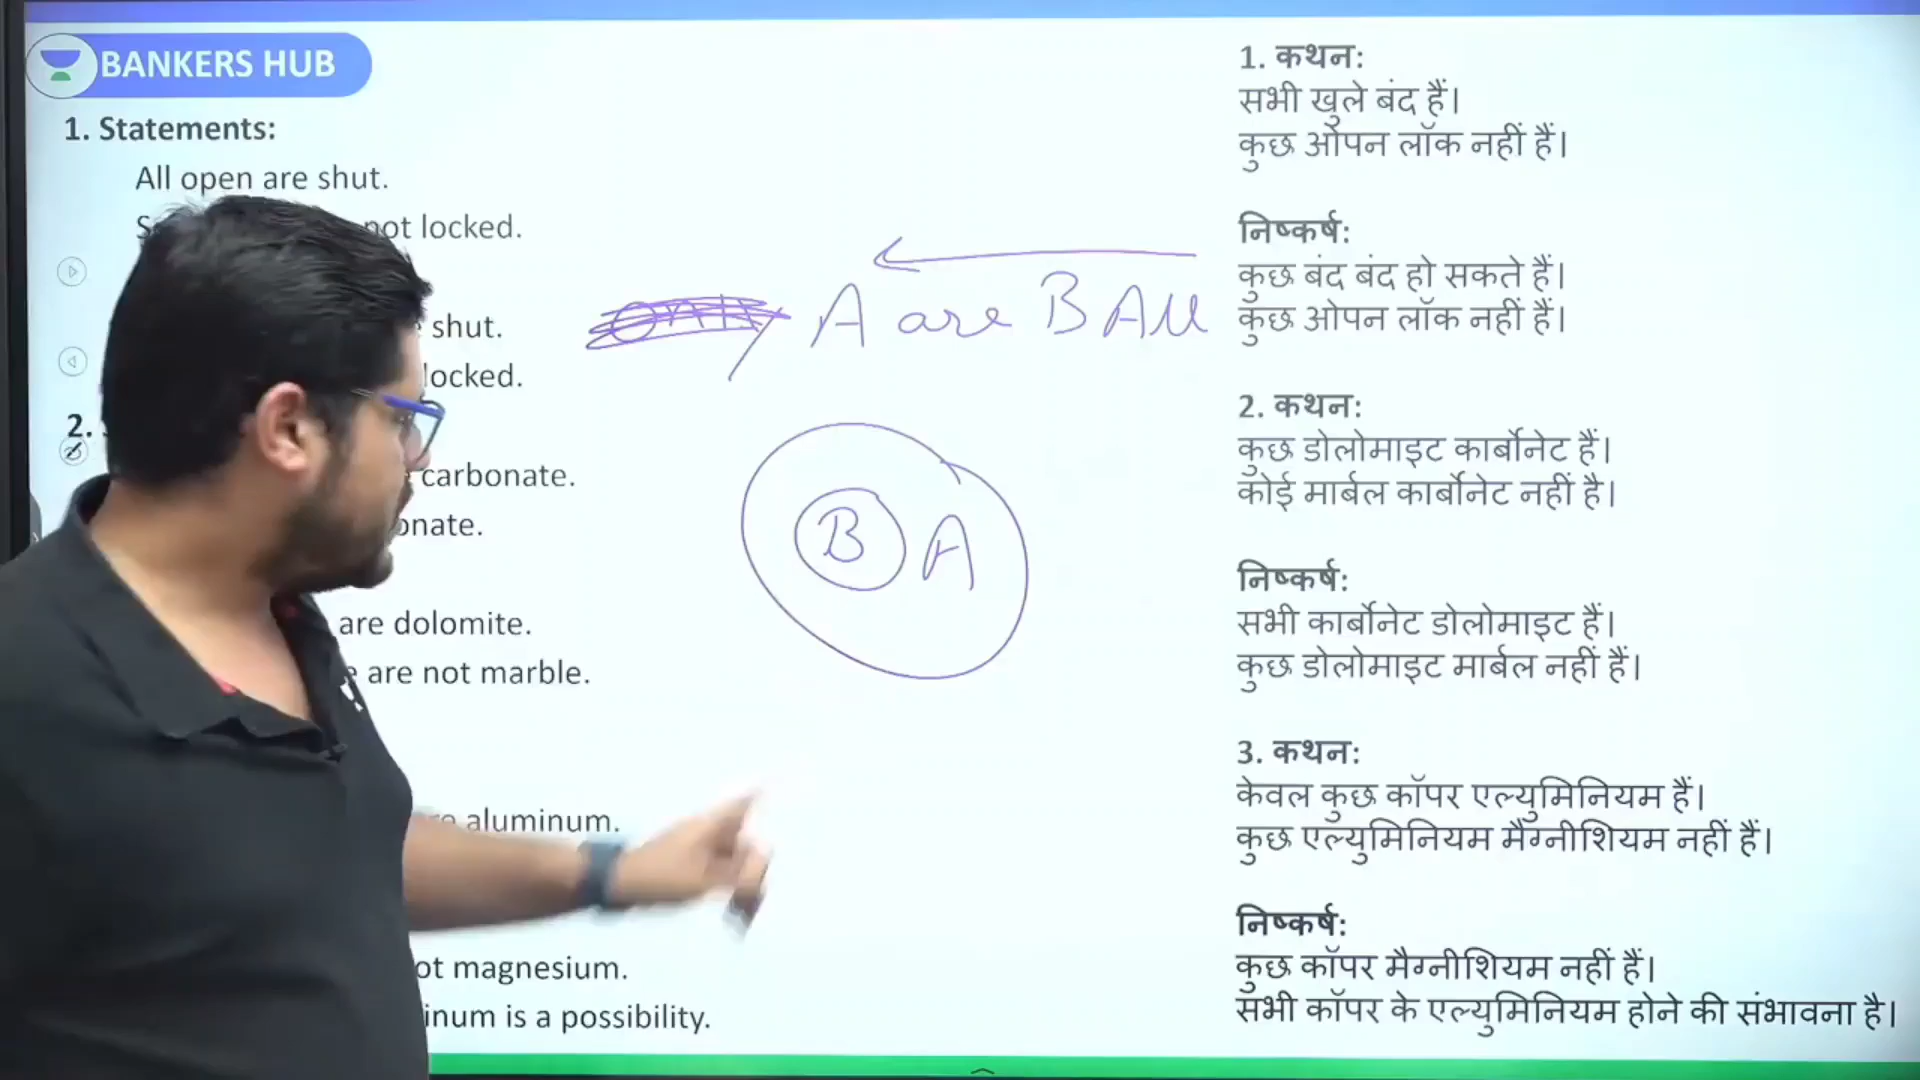 BANKERS HUB
1. Statements:
All open are shut.
not locked.
shut.
locked.
2.
carbonate.
are dolomite.
are not marble.
aluminum.
magnesium.
is a possibility.
Only A are B All
B A
1. कथन:
सभी खुले बंद हैं।
कुछ ओपन लॉक नहीं हैं।
निष्कर्ष:
कुछ बंद बंद हो सकते हैं।
कुछ ओपन लॉक नहीं हैं।
2. कथन:
कुछ डोलोमाइट कार्बोनेट हैं।
कोई मार्बल कार्बोनेट नहीं है।
निष्कर्ष:
सभी कार्बोनेट डोलोमाइट हैं।
कुछ डोलोमाइट मार्बल नहीं हैं।
3. कथन:
केवल कुछ कॉपर एल्युमिनियम हैं।
कुछ एल्युमिनियम मैग्नीशियम नहीं हैं।
निष्कर्ष:
कुछ कॉपर मैग्नीशियम नहीं हैं।
सभी कॉपर के एल्युमिनियम होने की संभावना है।